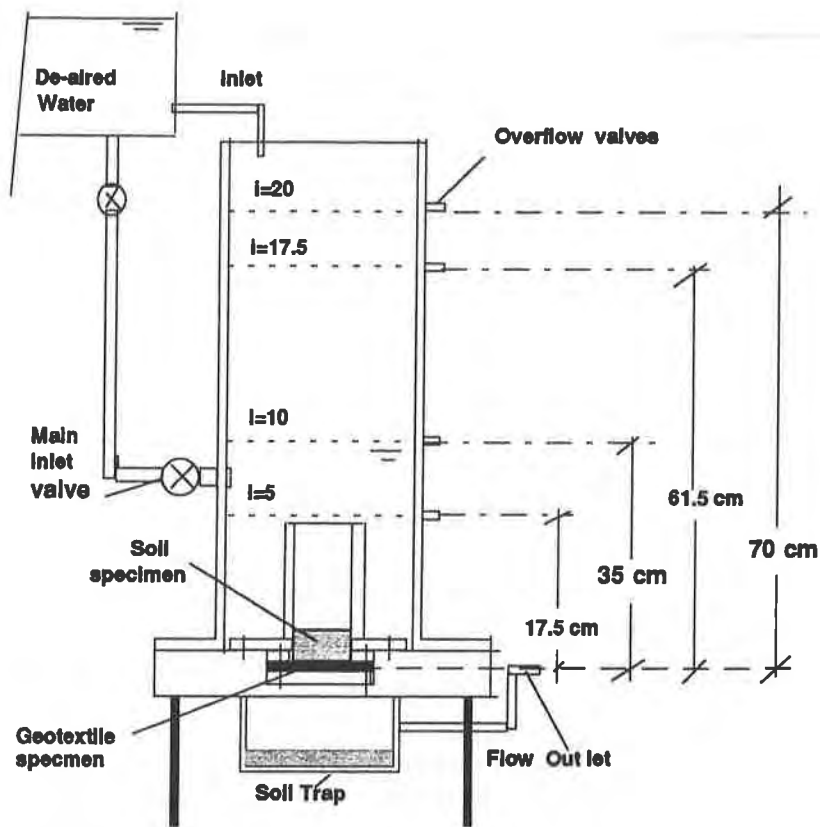 De-aired
Water
Inlet
Overflow valves
i=20
i=17.5
i=10
Main
inlet
valve
i=5
61.5 cm
70 cm
35 cm
Soil
specimen
17.5 cm
Geotextile
specmen
Flow Out let
Soil Trap